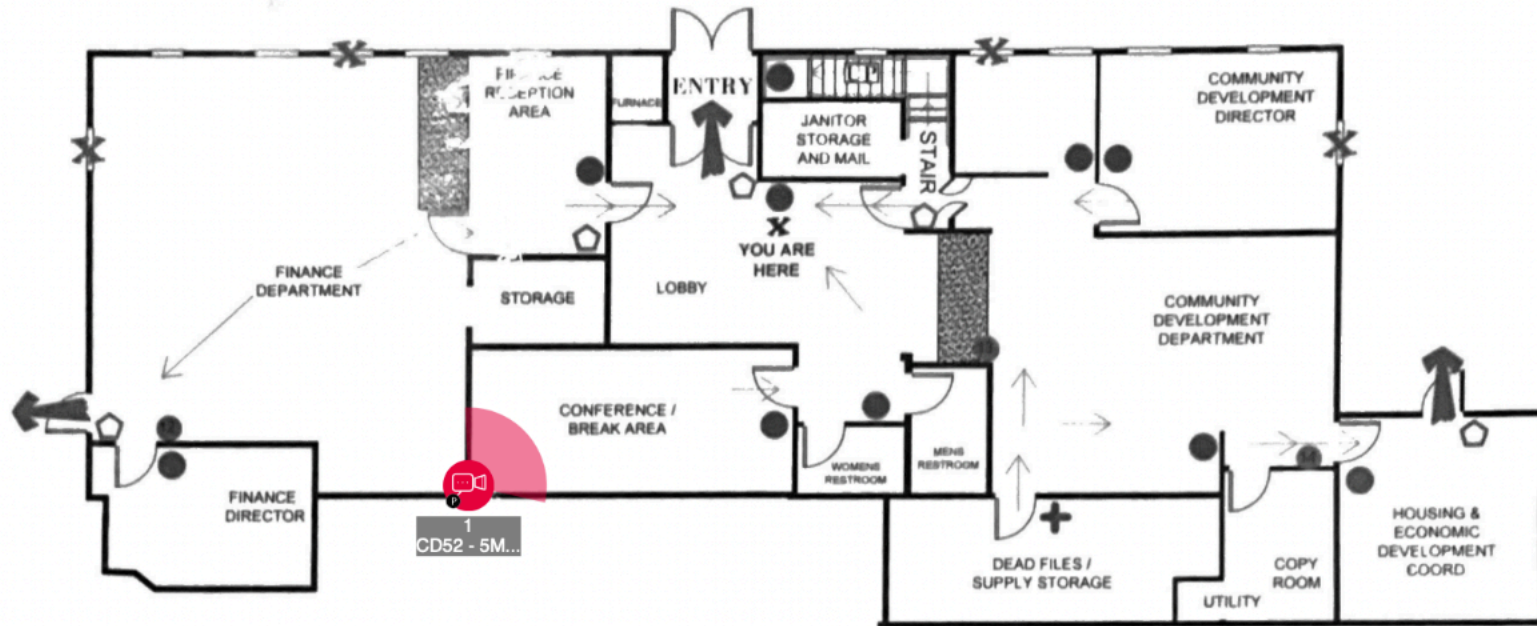 FINANCE
RECEPTION
AREA
FURNACE
ENTRY
UP
JANITOR
STORAGE
AND MAIL
STAIR
COMMUNITY
DEVELOPMENT
DIRECTOR
X
YOU ARE
HERE
FINANCE
DEPARTMENT
STORAGE
LOBBY
COMMUNITY
DEVELOPMENT
DEPARTMENT
CONFERENCE /
BREAK AREA
WOMENS
RESTROOM
MENS
RESTROOM
FINANCE
DIRECTOR
P
1
CD52 - 5M...
DEAD FILES /
SUPPLY STORAGE
COPY
ROOM
UTILITY
HOUSING &
ECONOMIC
DEVELOPMENT
COORD